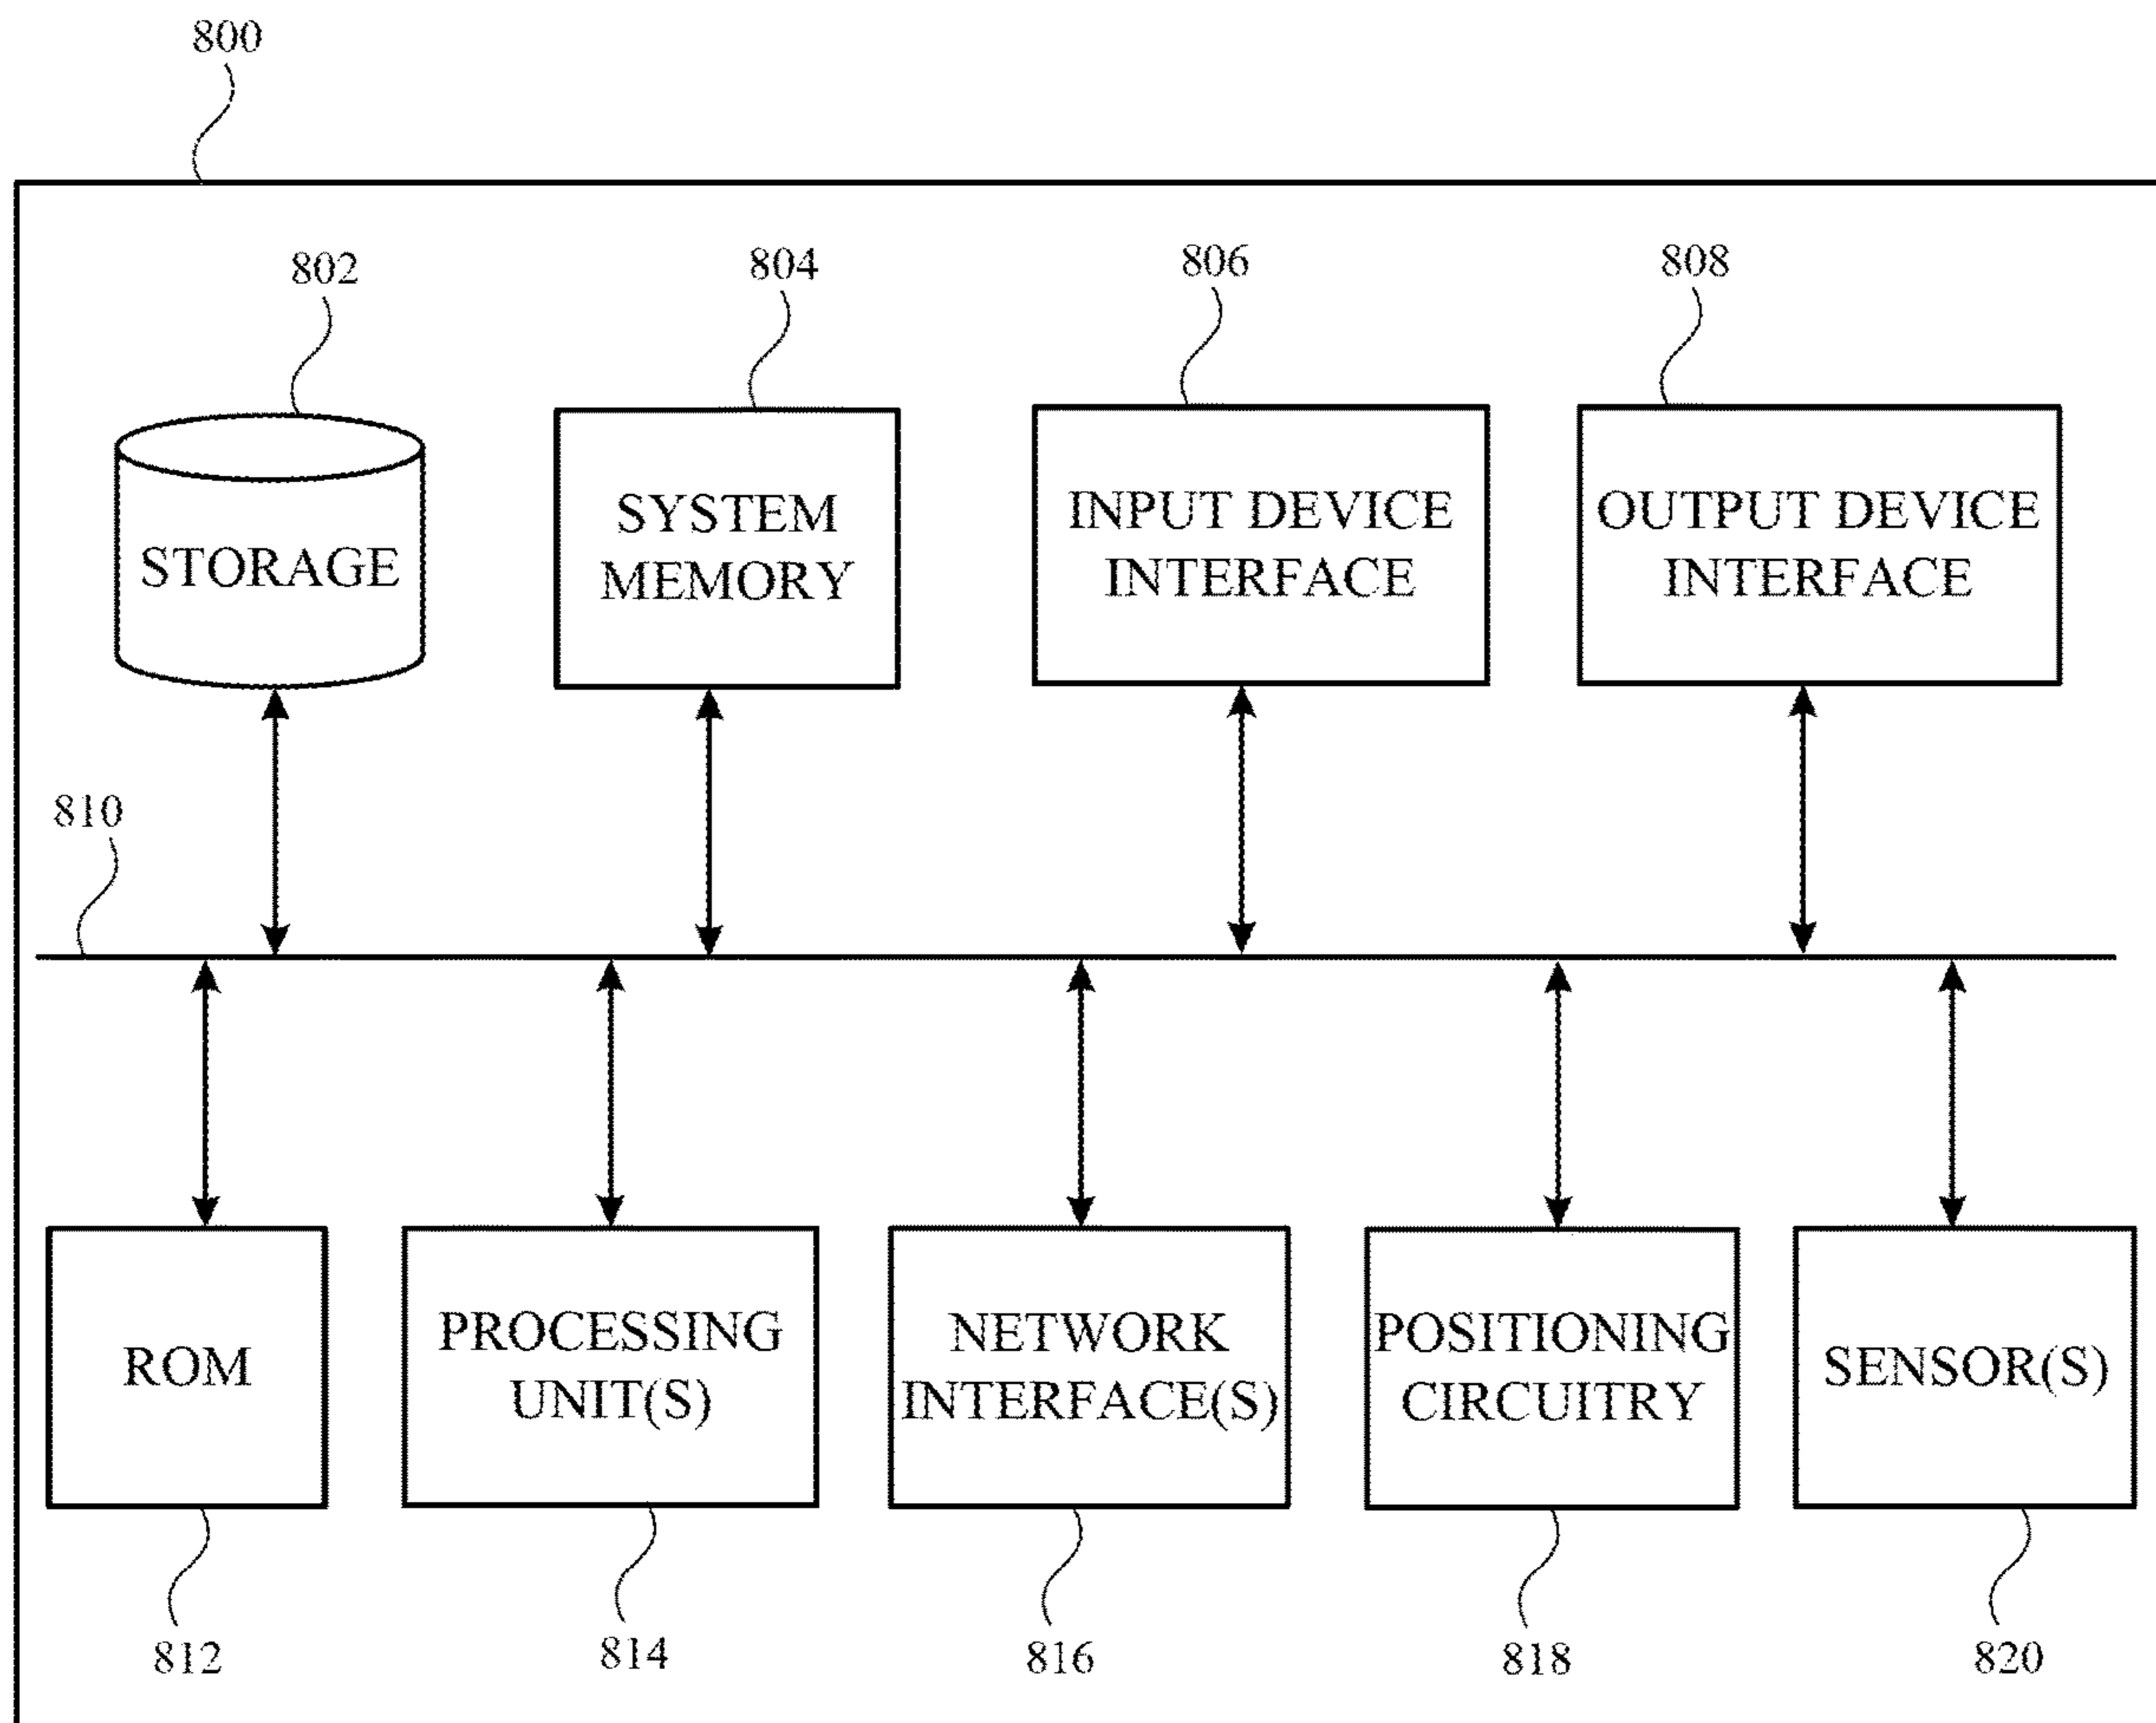 800
802
804
806
808
STORAGE
SYSTEM
MEMORY
INPUT DEVICE
INTERFACE
OUTPUT DEVICE
INTERFACE
810
ROM
PROCESSING
UNIT(S)
NETWORK
INTERFACE(S)
POSITIONING
CIRCUITRY
SENSOR(S)
812
814
816
818
820